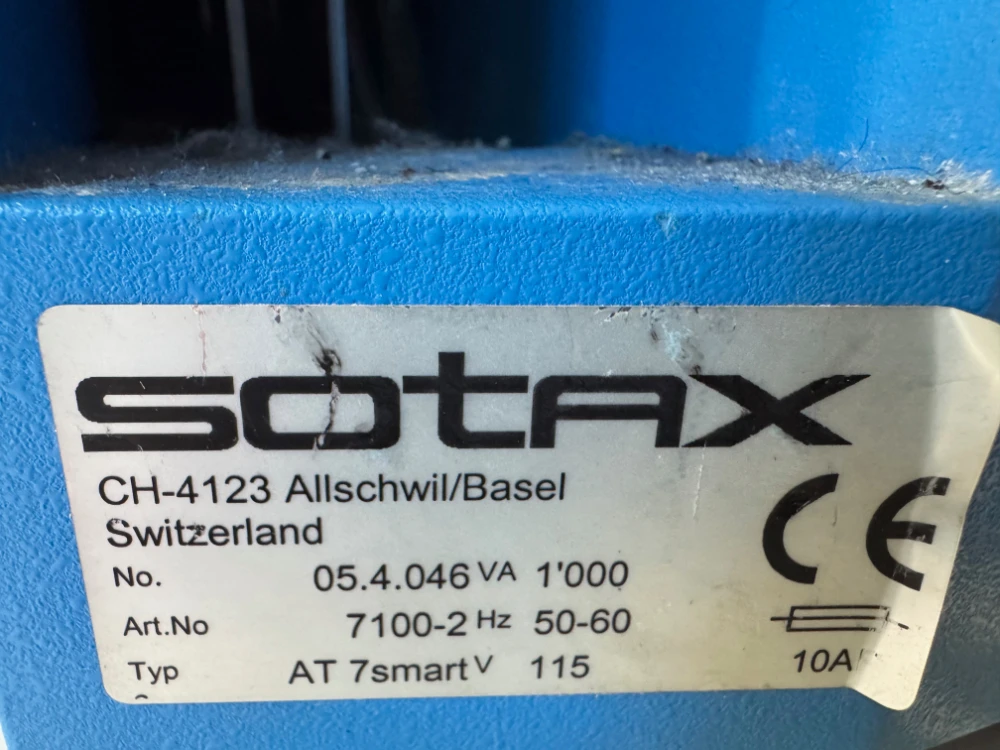 sotax
CH-4123 Allschwil/Basel
Switzerland
CE
No. 05.4.046 VA 1'000
Art.No 7100-2 Hz 50-60
Typ AT 7smart V 115
10A